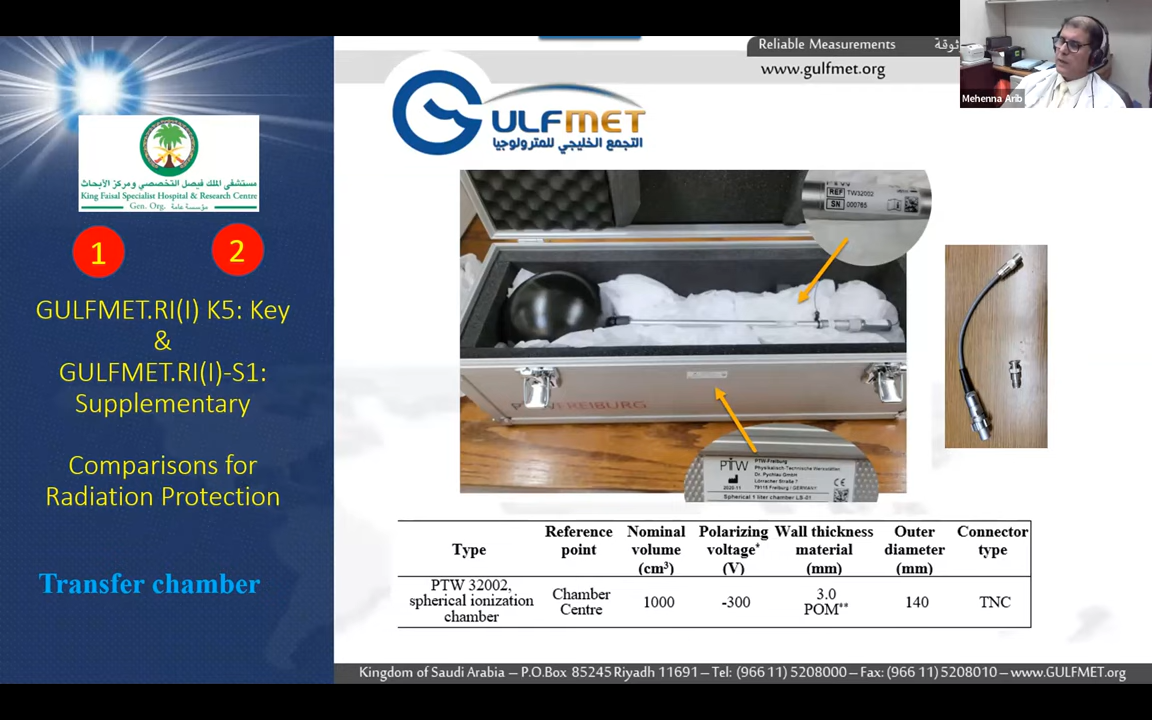 Reliable Measurements
www.gulfmet.org
Mehenna Arib
GULFMET
التجمع الخليجي للمترولوجيا
مستشفى الملك فيصل التخصصي ومركز الأبحاث
King Faisal Specialist Hospital & Research Centre
Gen. Org. مؤسسة عامة
1 2
GULFMET.RI(I) K5: Key
&
GULFMET.RI(I)-S1:
Supplementary
Comparisons for
Radiation Protection
Transfer chamber
REF TW32002
SN 000765
PTW FREIBURG
PTW
PTW-Freiburg
Physikalisch-Technische Werkstätten
Dr. Pychlau GmbH
Lörracher Straße 7
79115 Freiburg / GERMANY
2020-11
CE
Spherical 1 liter chamber LS-01
Type Reference point Nominal volume (cm³) Polarizing voltage* (V) Wall thickness material (mm) Outer diameter (mm) Connector type
PTW 32002, spherical ionization chamber Chamber Centre 1000 -300 3.0 POM** 140 TNC
Kingdom of Saudi Arabia – P.O.Box 85245 Riyadh 11691 – Tel: (966 11) 5208000 – Fax: (966 11) 5208010 – www.GULFMET.org